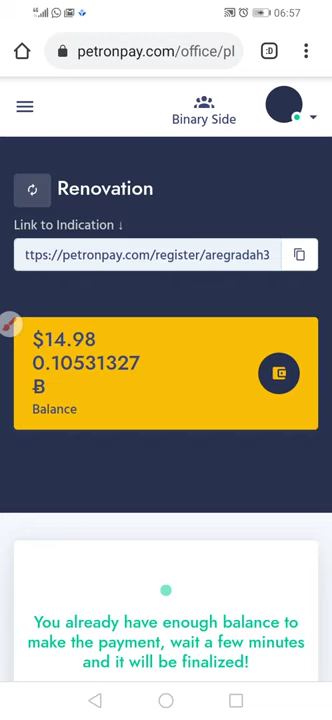 4G 06:57
petronpay.com/office/pl :D
Binary Side
Renovation
Link to Indication ↓
ttps://petronpay.com/register/aregradah3
$14.98
0.10531327
Ƀ
Balance
You already have enough balance to
make the payment, wait a few minutes
and it will be finalized!